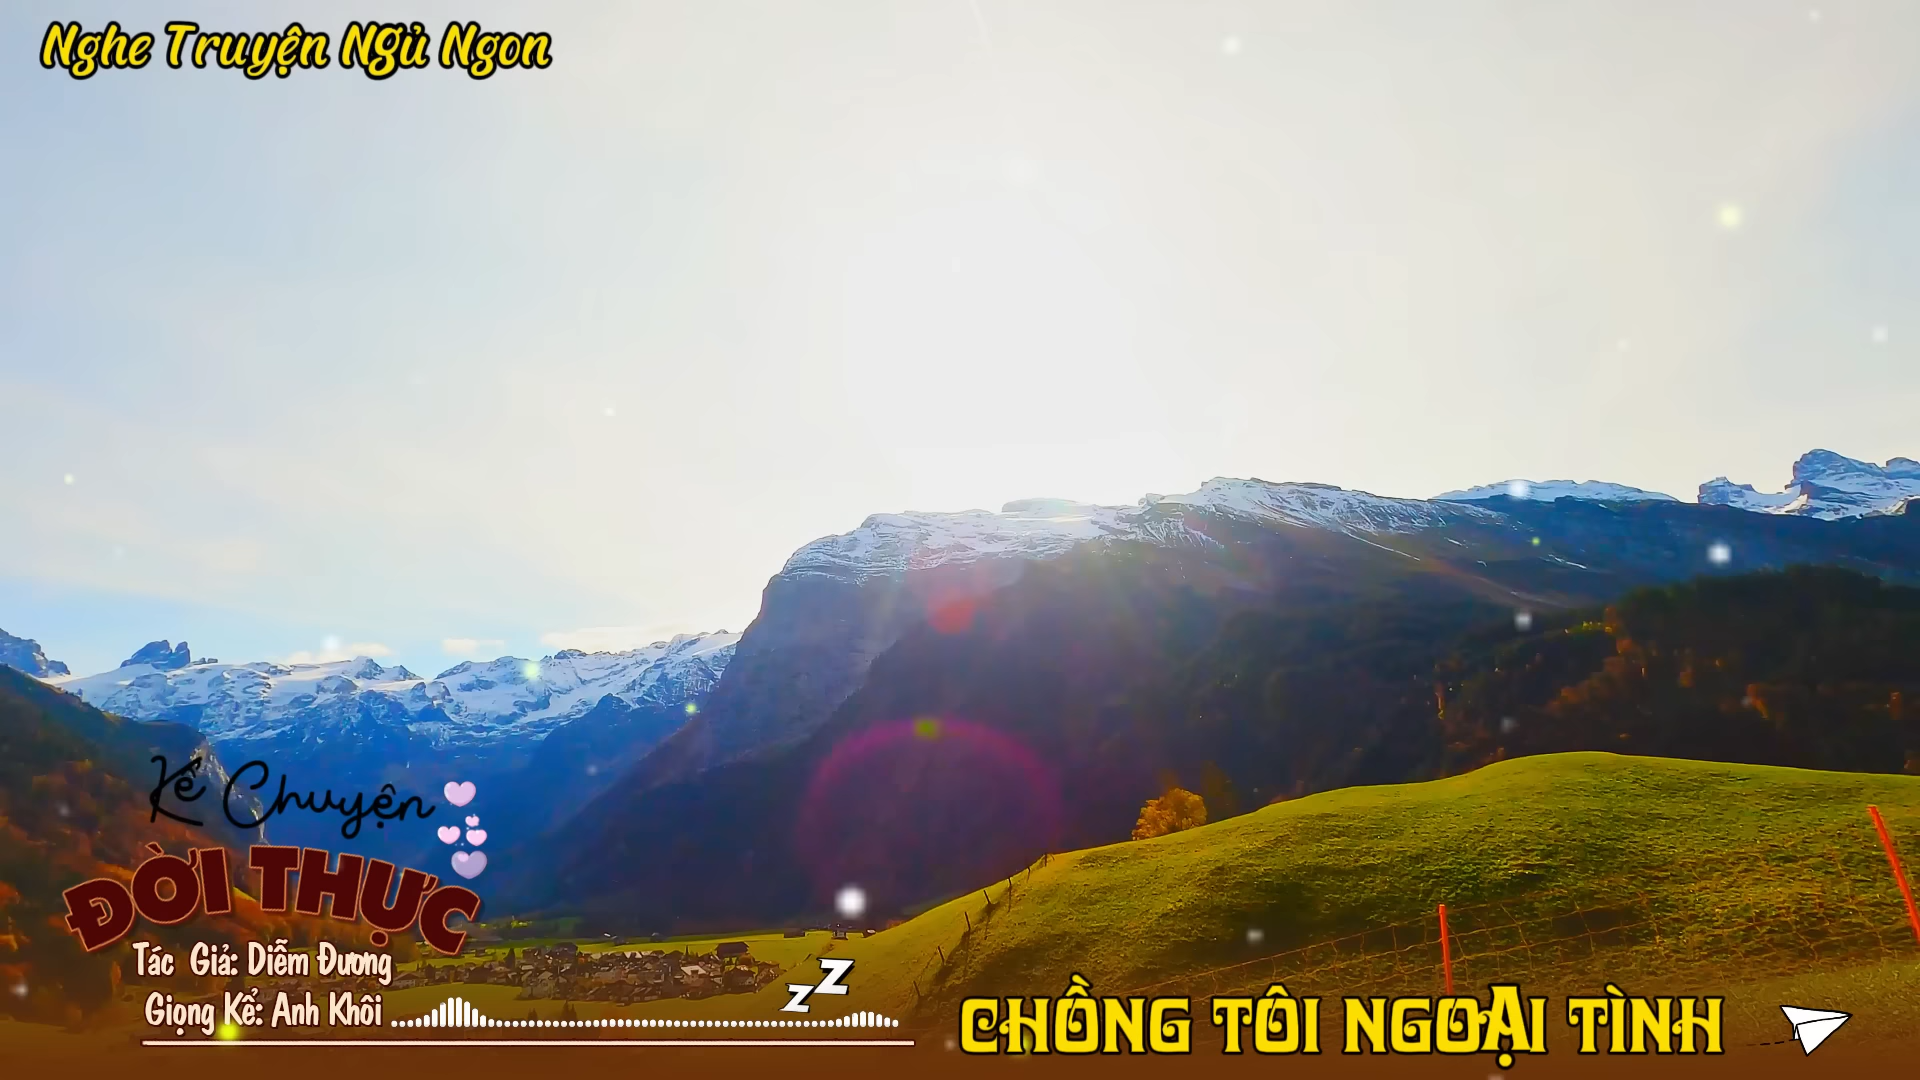 Nghe Truyện Ngủ Ngon
Kể Chuyện
ĐỜI THỰC
Tác Giả: Diễm Đương
Giọng Kể: Anh Khôi
ZZ
CHỒNG TÔI NGOẠI TÌNH